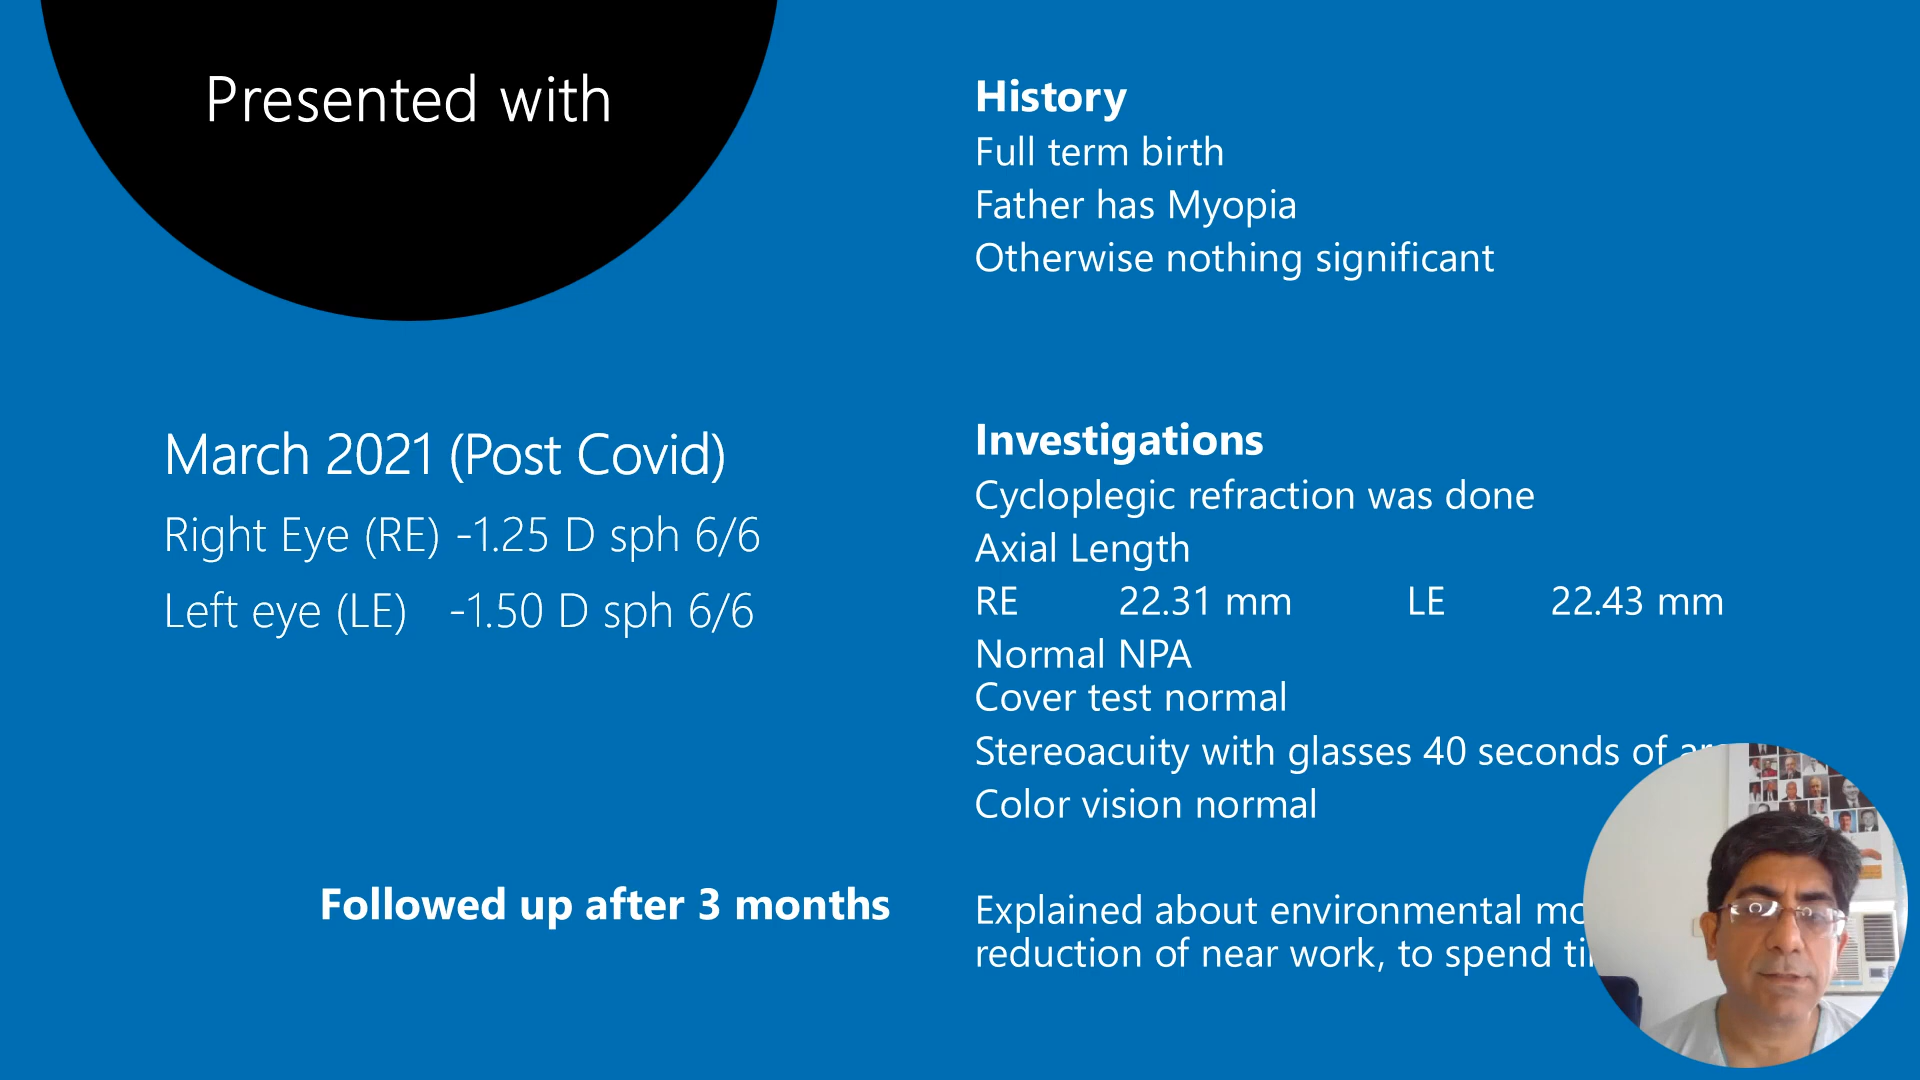 Presented with
March 2021 (Post Covid)
Right Eye (RE) -1.25 D sph 6/6
Left eye (LE) -1.50 D sph 6/6
Followed up after 3 months
History
Full term birth
Father has Myopia
Otherwise nothing significant
Investigations
Cycloplegic refraction was done
Axial Length
RE 22.31 mm LE 22.43 mm
Normal NPA
Cover test normal
Stereoacuity with glasses 40 seconds of
Color vision normal
Explained about environmental
reduction of near work, to spend